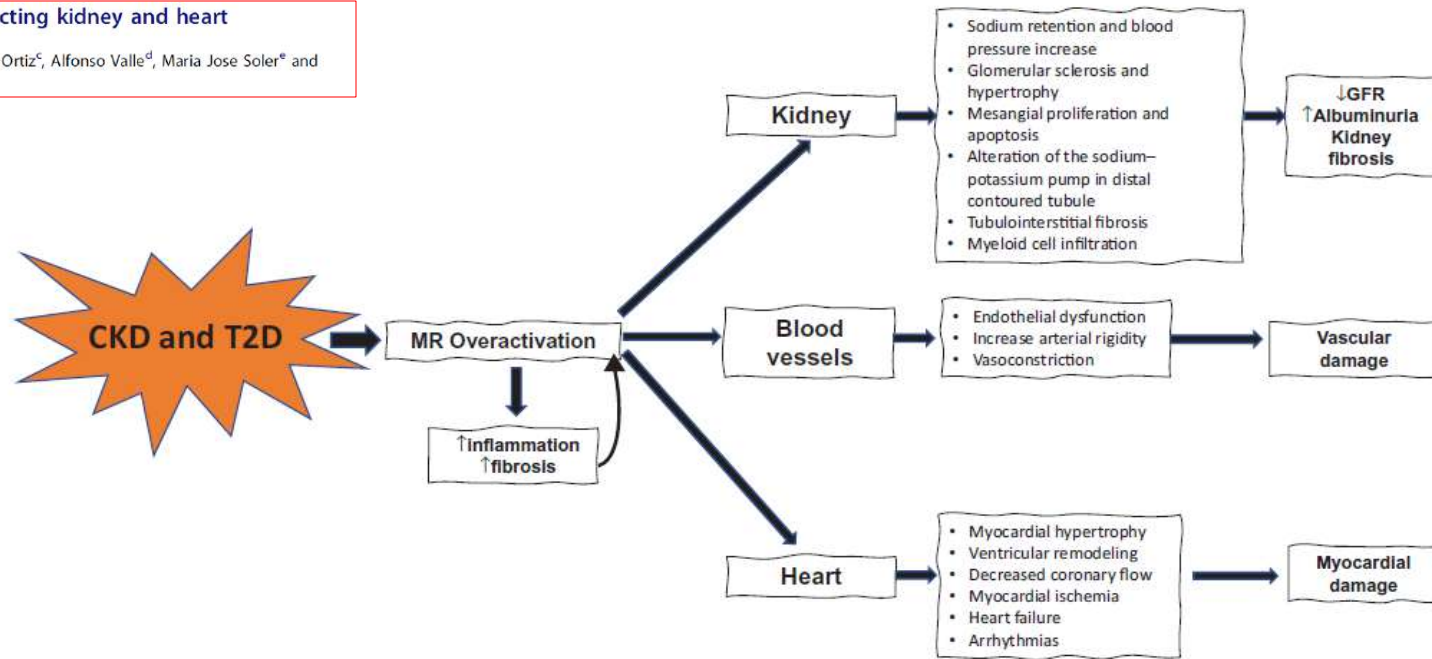 cting kidney and heart
Ortizᶜ, Alfonso Valleᵈ, Maria Jose Solerᵉ and
CKD and T2D
MR Overactivation
↑inflammation
↑fibrosis
Kidney
• Sodium retention and blood
pressure increase
• Glomerular sclerosis and
hypertrophy
• Mesangial proliferation and
apoptosis
• Alteration of the sodium–
potassium pump in distal
contoured tubule
• Tubulointerstitial fibrosis
• Myeloid cell infiltration
↓GFR
↑Albuminuria
Kidney
fibrosis
Blood
vessels
• Endothelial dysfunction
• Increase arterial rigidity
• Vasoconstriction
Vascular
damage
Heart
• Myocardial hypertrophy
• Ventricular remodeling
• Decreased coronary flow
• Myocardial ischemia
• Heart failure
• Arrhythmias
Myocardial
damage